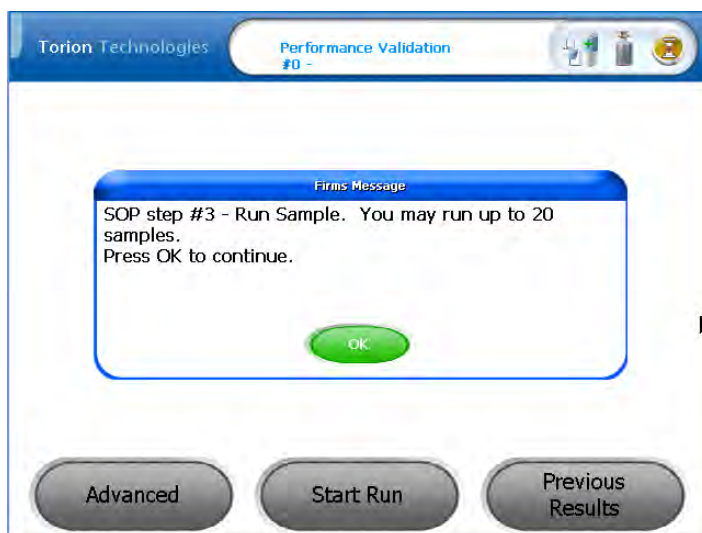 Torion Technologies
Performance Validation
#0 -
Firms Message
SOP step #3 - Run Sample. You may run up to 20
samples.
Press OK to continue.
OK
Advanced
Start Run
Previous
Results